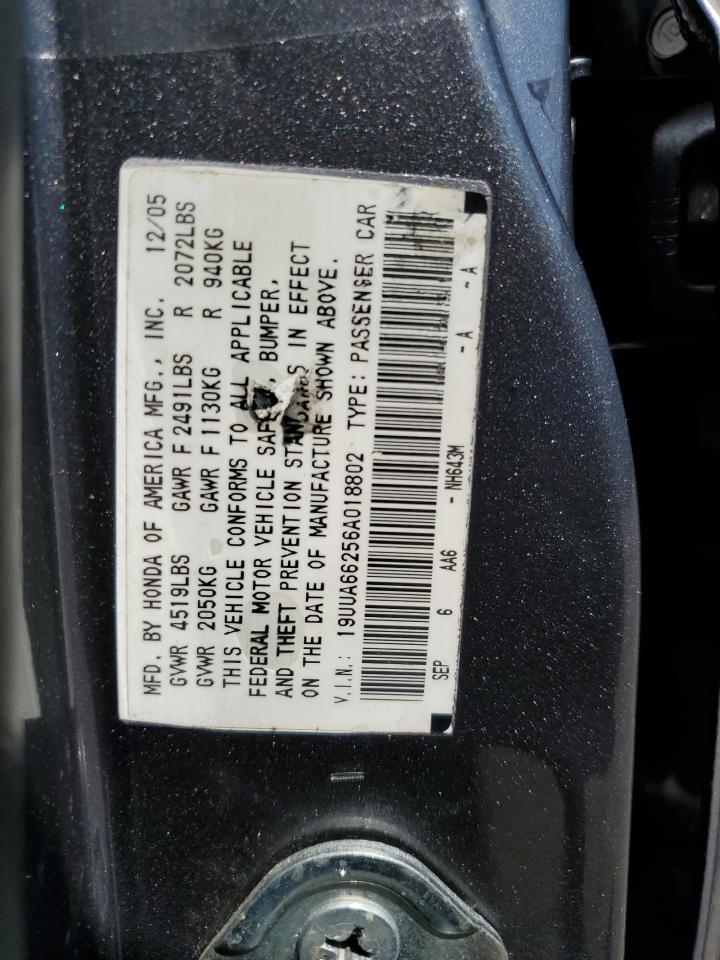 MFD. BY HONDA OF AMERICA MFG., INC. 12/05
GVWR 4519LBS GAWR F 2491LBS R 2072LBS
GVWR 2050KG GAWR F 1130KG R 940KG
THIS VEHICLE CONFORMS TO ALL APPLICABLE
FEDERAL MOTOR VEHICLE BUMPER,
AND THEFT PREVENTION STANDARDS IN EFFECT
ON THE DATE OF MANUFACTURE SHOWN ABOVE.
V.I.N.: 19UUA66256A018802 TYPE: PASSENGER CAR
SEP 6 AA6 - NH643M - A - A